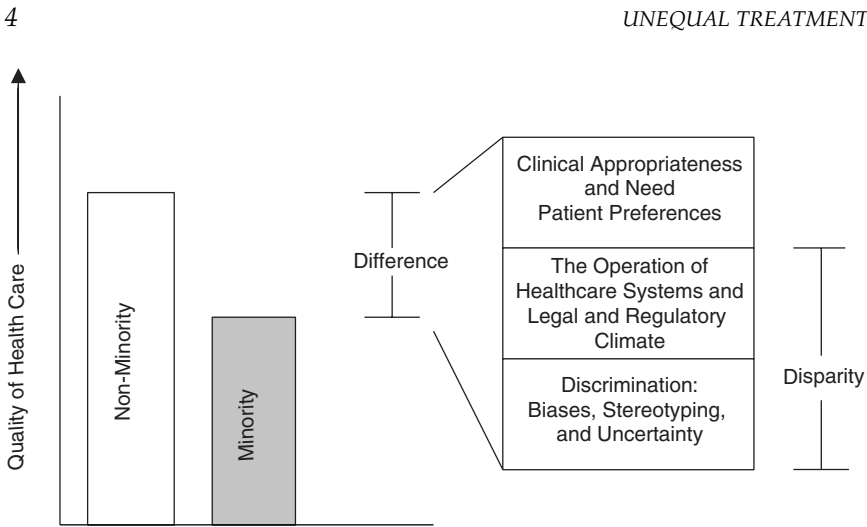 4
UNEQUAL TREATMENT
Quality of Health Care
Non-Minority
Minority
Difference
Clinical Appropriateness
and Need
Patient Preferences
The Operation of
Healthcare Systems and
Legal and Regulatory
Climate
Discrimination:
Biases, Stereotyping,
and Uncertainty
Disparity